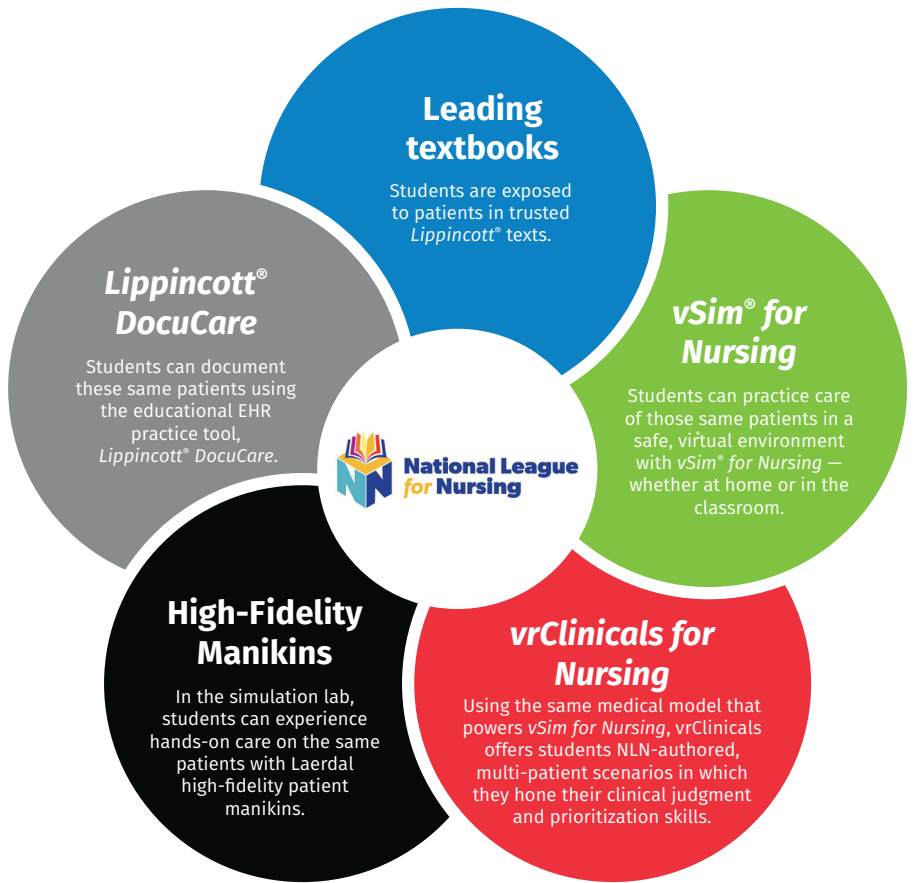 Leading
textbooks
Students are exposed
to patients in trusted
Lippincott® texts.
vSim® for
Nursing
Students can practice care
of those same patients in a
safe, virtual environment
with vSim® for Nursing —
whether at home or in the
classroom.
vrClinicals for
Nursing
Using the same medical model that
powers vSim for Nursing, vrClinicals
offers students NLN-authored,
multi-patient scenarios in which
they hone their clinical judgment
and prioritization skills.
High-Fidelity
Manikins
In the simulation lab,
students can experience
hands-on care on the same
patients with Laerdal
high-fidelity patient
manikins.
Lippincott®
DocuCare
Students can document
these same patients using
the educational EHR
practice tool,
Lippincott® DocuCare.
National League
for Nursing